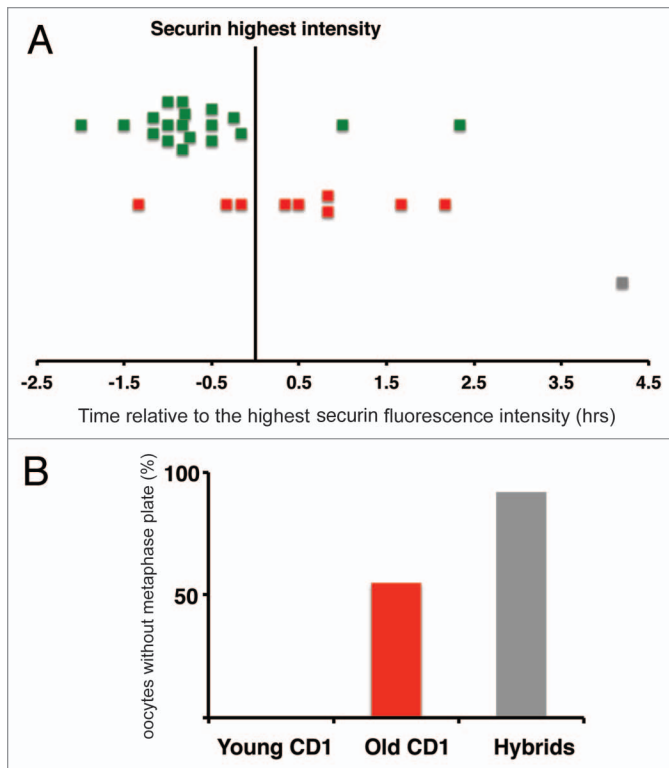 A
Securin highest intensity
-2.5 -1.5 -0.5 0.5 1.5 2.5 3.5 4.5
Time relative to the highest securin fluorescence intensity (hrs)
B
oocytes without metaphase plate (%)
100
50
Young CD1 Old CD1 Hybrids